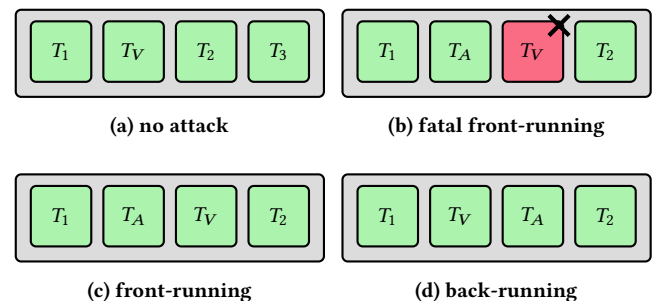 T1 TV T2 T3
(a) no attack
T1 TA TV T2
(b) fatal front-running
T1 TA TV T2
(c) front-running
T1 TV TA T2
(d) back-running